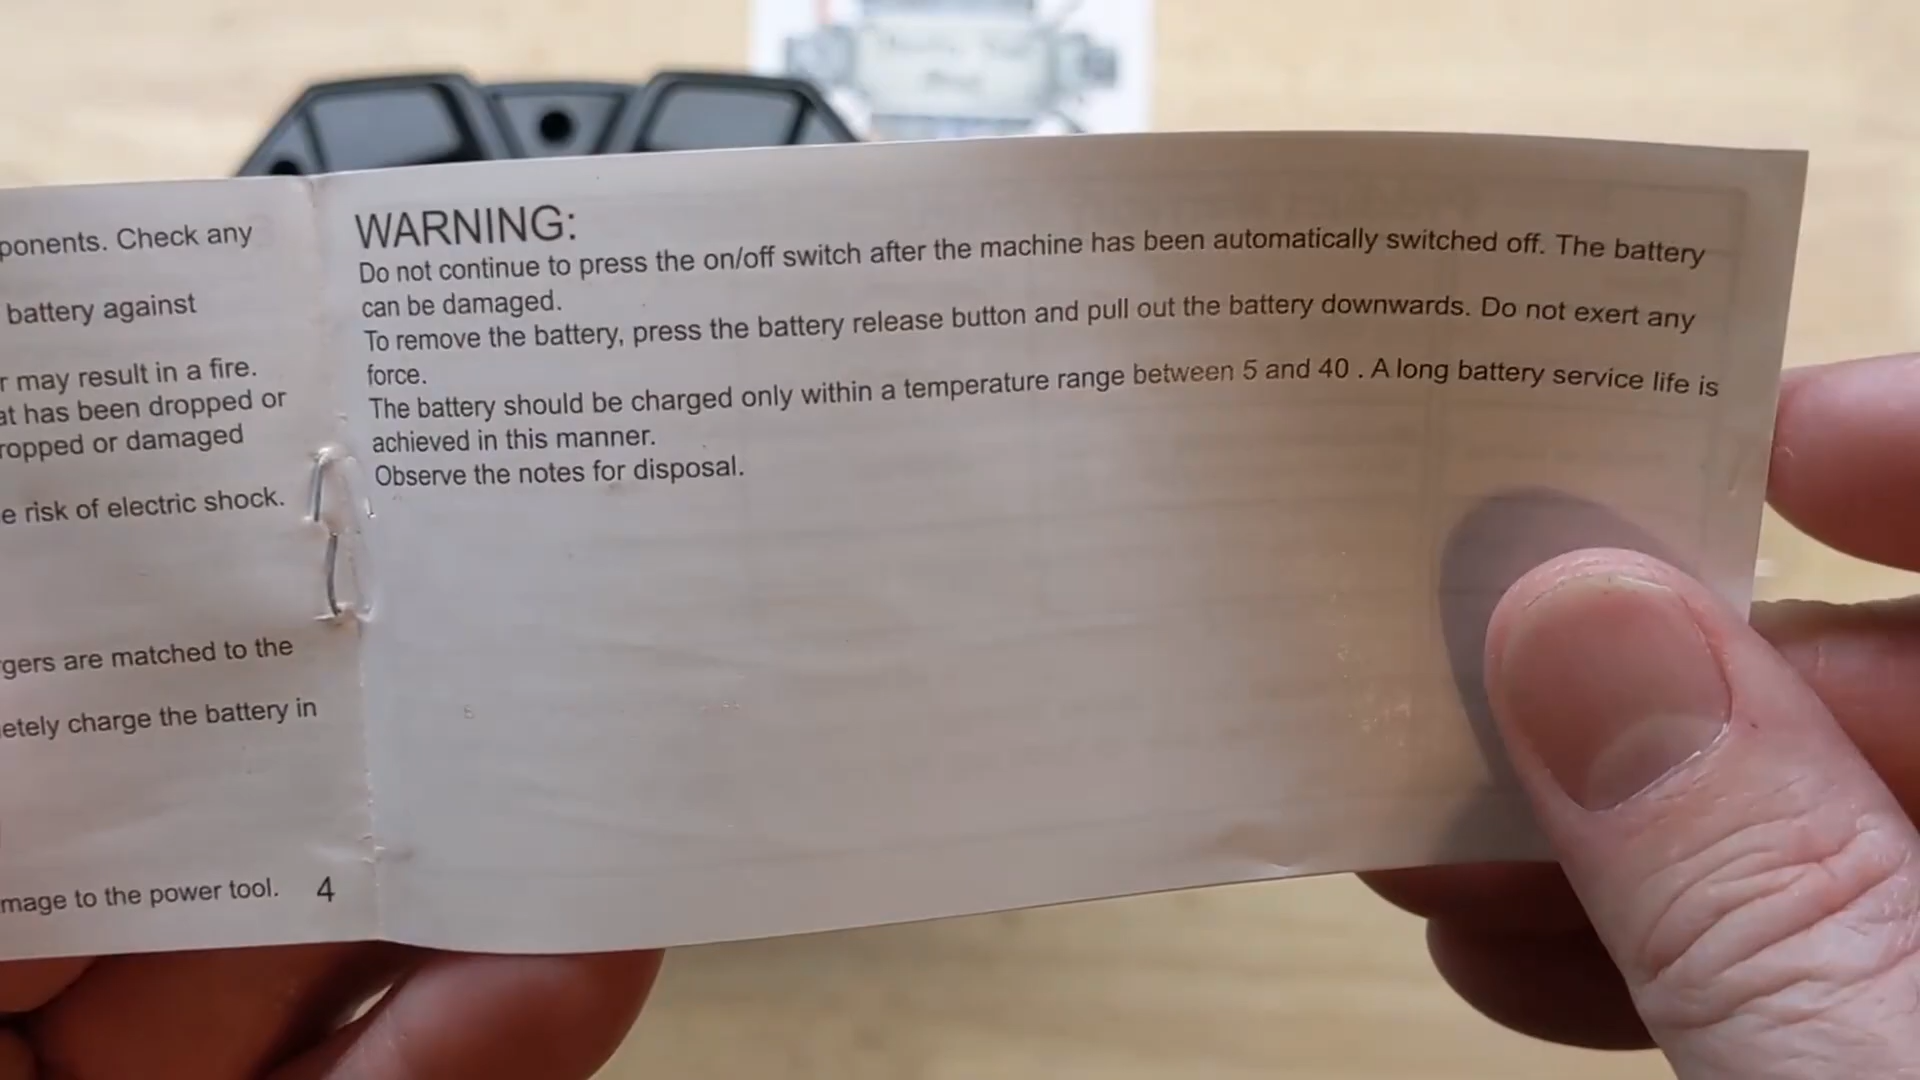 ponents. Check any
battery against
r may result in a fire.
at has been dropped or
ropped or damaged
e risk of electric shock.
gers are matched to the
etely charge the battery in
mage to the power tool. 4
WARNING:
Do not continue to press the on/off switch after the machine has been automatically switched off. The battery
can be damaged.
To remove the battery, press the battery release button and pull out the battery downwards. Do not exert any
force.
The battery should be charged only within a temperature range between 5 and 40 . A long battery service life is
achieved in this manner.
Observe the notes for disposal.